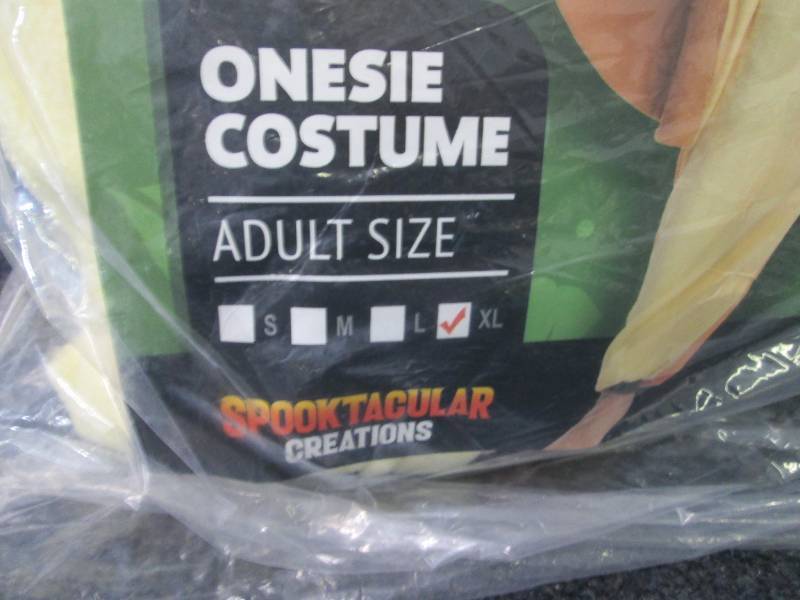 ONESIE
COSTUME
ADULT SIZE
S M L XL
SPOOKTACULAR
CREATIONS